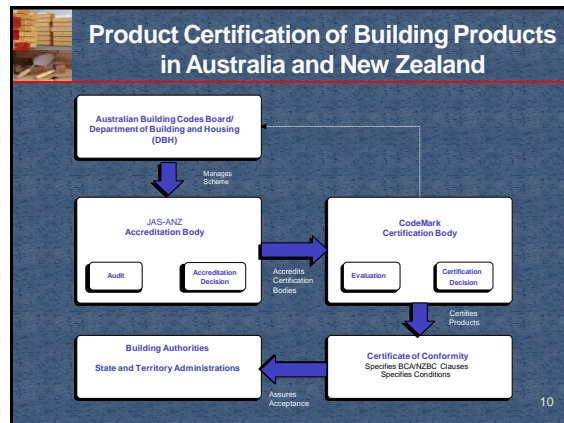 Product Certification of Building Products
in Australia and New Zealand
Australian Building Codes Board/
Department of Building and Housing
(DBH)
Manages
Scheme
JAS-ANZ
Accreditation Body
Audit
Accreditation
Decision
Accredits
Certification
Bodies
CodeMark
Certification Body
Evaluation
Certification
Decision
Certifies
Products
Building Authorities
State and Territory Administrations
Assures
Acceptance
Certificate of Conformity
Specifies BCA/NZBC Clauses
Specifies Conditions
10